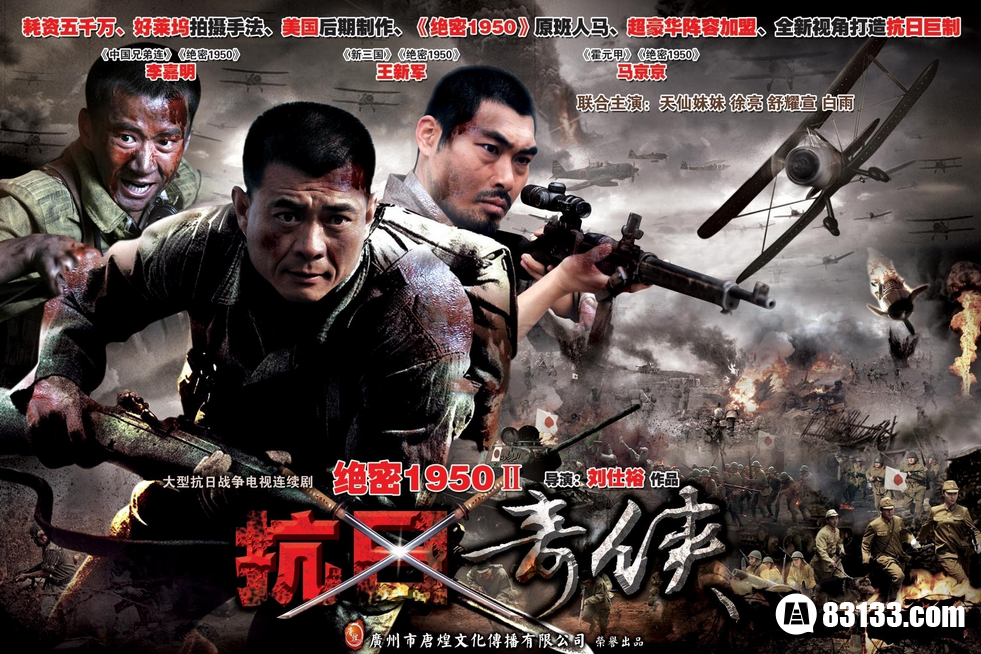 耗资五千万、好莱坞拍摄手法、美国后期制作、《绝密1950》原班人马、超豪华阵容加盟、全新视角打造抗日巨制
《中国兄弟连》《绝密1950》
李嘉明
《新三国》《绝密1950》
王新军
《霍元甲》《绝密1950》
马京京
联合主演：天仙妹妹 徐亮 舒耀宣 白雨
大型抗日战争电视连续剧
绝密1950 II
导演：刘仕裕 作品
抗日奇侠
廣州市唐煌文化傳播有限公司 荣誉出品
83133.com